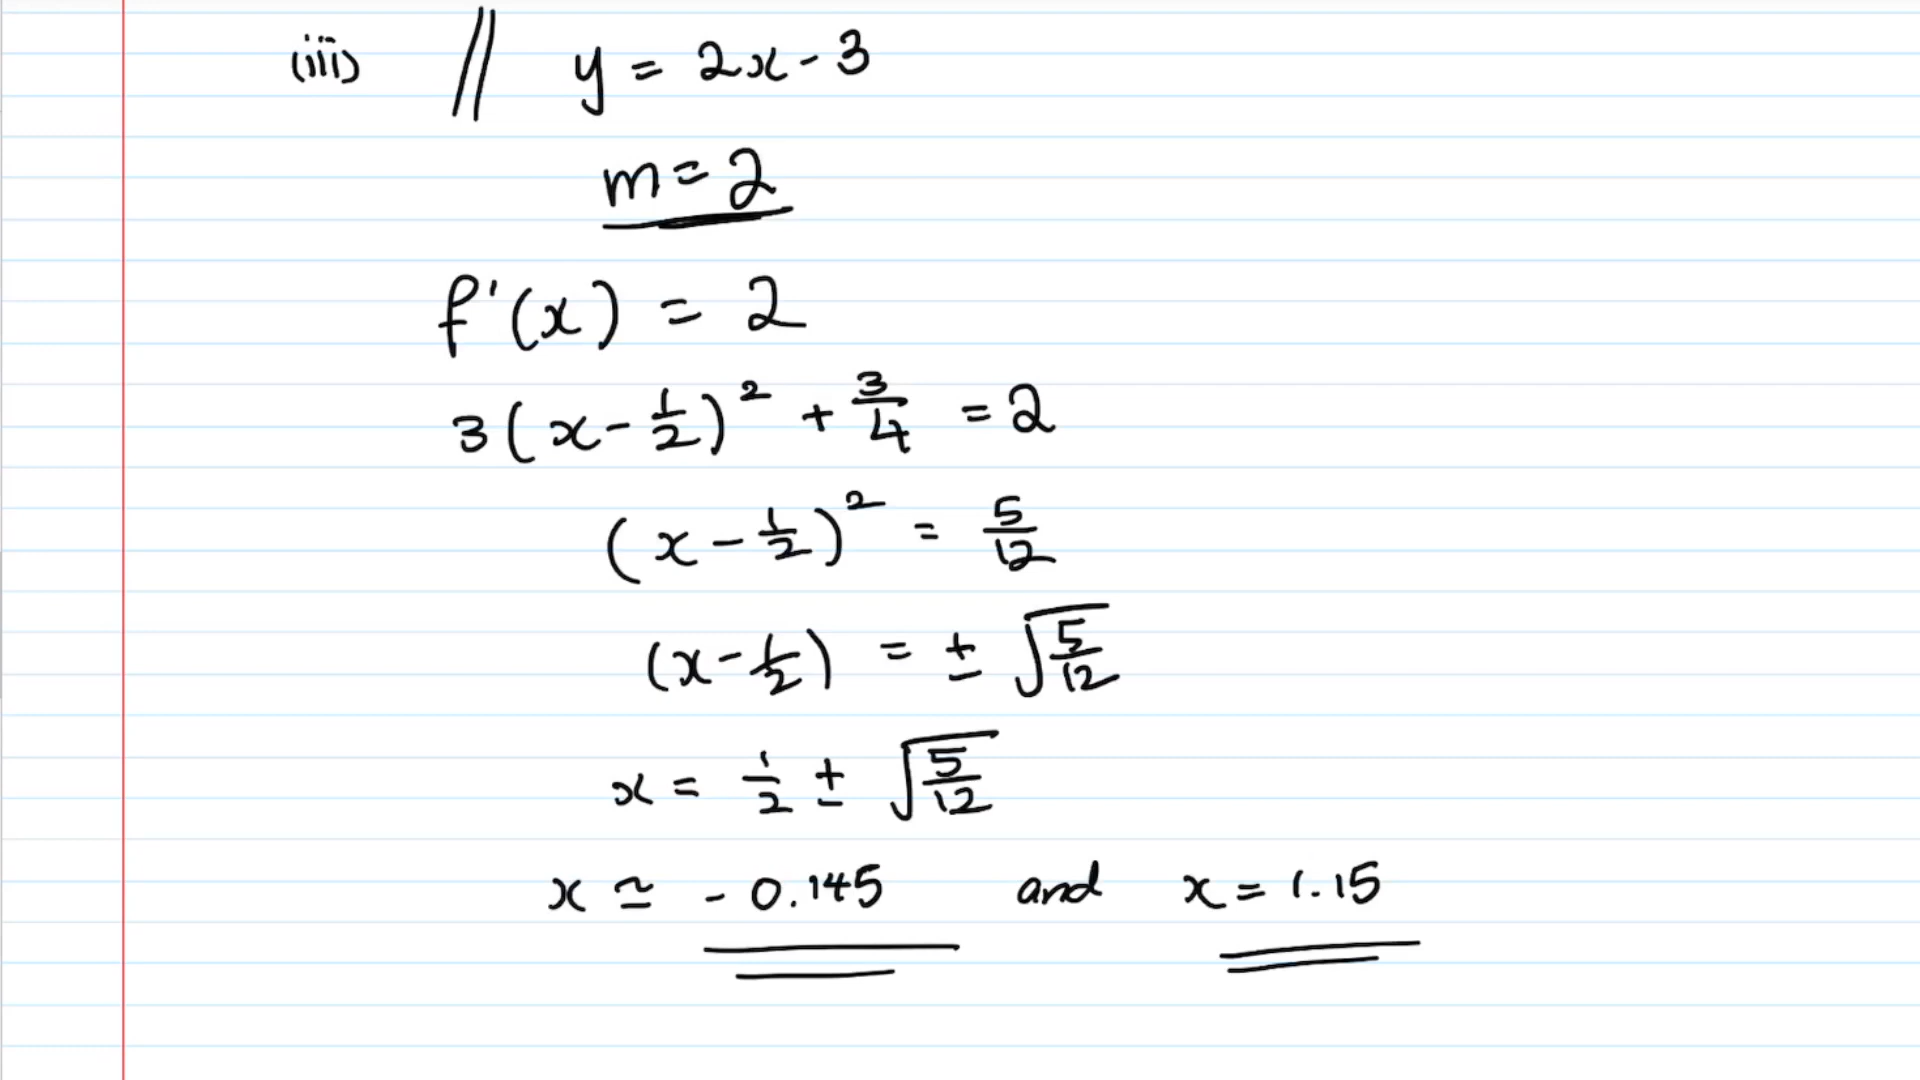 (iii) // y = 2x - 3
m = 2
f'(x) = 2
3(x - 1/2)² + 3/4 = 2
(x - 1/2)² = 5/12
(x - 1/2) = ± √(5/12)
x = 1/2 ± √(5/12)
x ≃ - 0.145 and x = 1.15